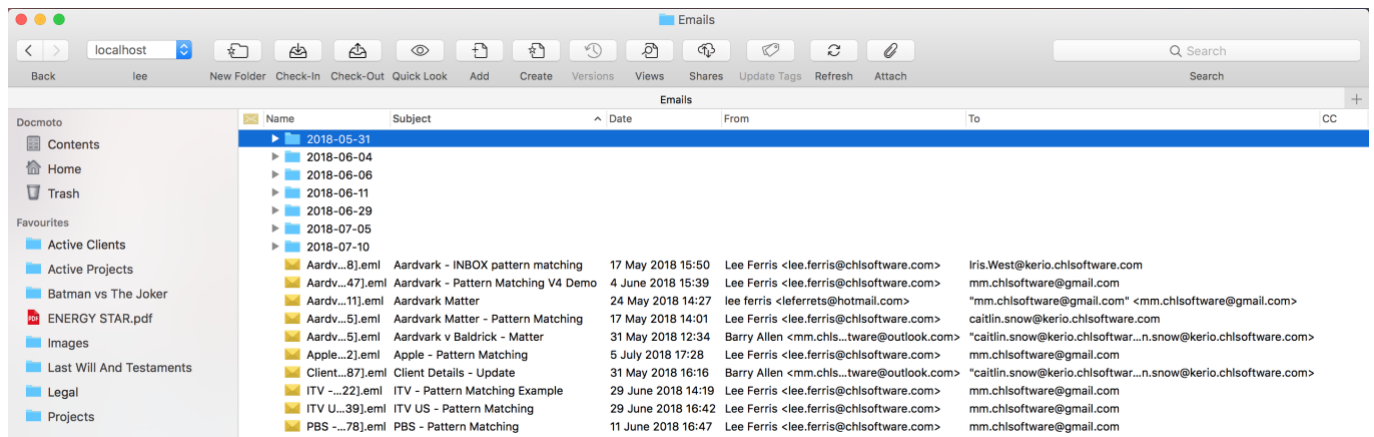 Emails
localhost
Search
Back lee New Folder Check-In Check-Out Quick Look Add Create Versions Views Shares Update Tags Refresh Attach Search
Emails
Docmoto
Contents
Home
Trash
Favourites
Active Clients
Active Projects
Batman vs The Joker
ENERGY STAR.pdf
Images
Last Will And Testaments
Legal
Projects
Name Subject Date From To CC
2018-05-31
2018-06-04
2018-06-06
2018-06-11
2018-06-29
2018-07-05
2018-07-10
Aardv...8].eml Aardvark - INBOX pattern matching 17 May 2018 15:50 Lee Ferris <lee.ferris@chlsoftware.com> Iris.West@kerio.chlsoftware.com
Aardv...47].eml Aardvark - Pattern Matching V4 Demo 4 June 2018 15:39 Lee Ferris <lee.ferris@chlsoftware.com> mm.chlsoftware@gmail.com
Aardv...11].eml Aardvark Matter 24 May 2018 14:27 lee ferris <leferrets@hotmail.com> "mm.chlsoftware@gmail.com" <mm.chlsoftware@gmail.com>
Aardv...5].eml Aardvark Matter - Pattern Matching 17 May 2018 14:01 Lee Ferris <lee.ferris@chlsoftware.com> caitlin.snow@kerio.chlsoftware.com
Aardv...5].eml Aardvark v Baldrick - Matter 31 May 2018 12:34 Barry Allen <mm.chls...tware@outlook.com> "caitlin.snow@kerio.chlsoftwar...n.snow@kerio.chlsoftware.com>
Apple...2].eml Apple - Pattern Matching 5 July 2018 17:28 Lee Ferris <lee.ferris@chlsoftware.com> mm.chlsoftware@gmail.com
Client...87].eml Client Details - Update 31 May 2018 16:16 Barry Allen <mm.chls...tware@outlook.com> "caitlin.snow@kerio.chlsoftwar...n.snow@kerio.chlsoftware.com>
ITV -...22].eml ITV - Pattern Matching Example 29 June 2018 14:19 Lee Ferris <lee.ferris@chlsoftware.com> mm.chlsoftware@gmail.com
ITV U...39].eml ITV US - Pattern Matching 29 June 2018 16:42 Lee Ferris <lee.ferris@chlsoftware.com> mm.chlsoftware@gmail.com
PBS -...78].eml PBS - Pattern Matching 11 June 2018 16:47 Lee Ferris <lee.ferris@chlsoftware.com> mm.chlsoftware@gmail.com